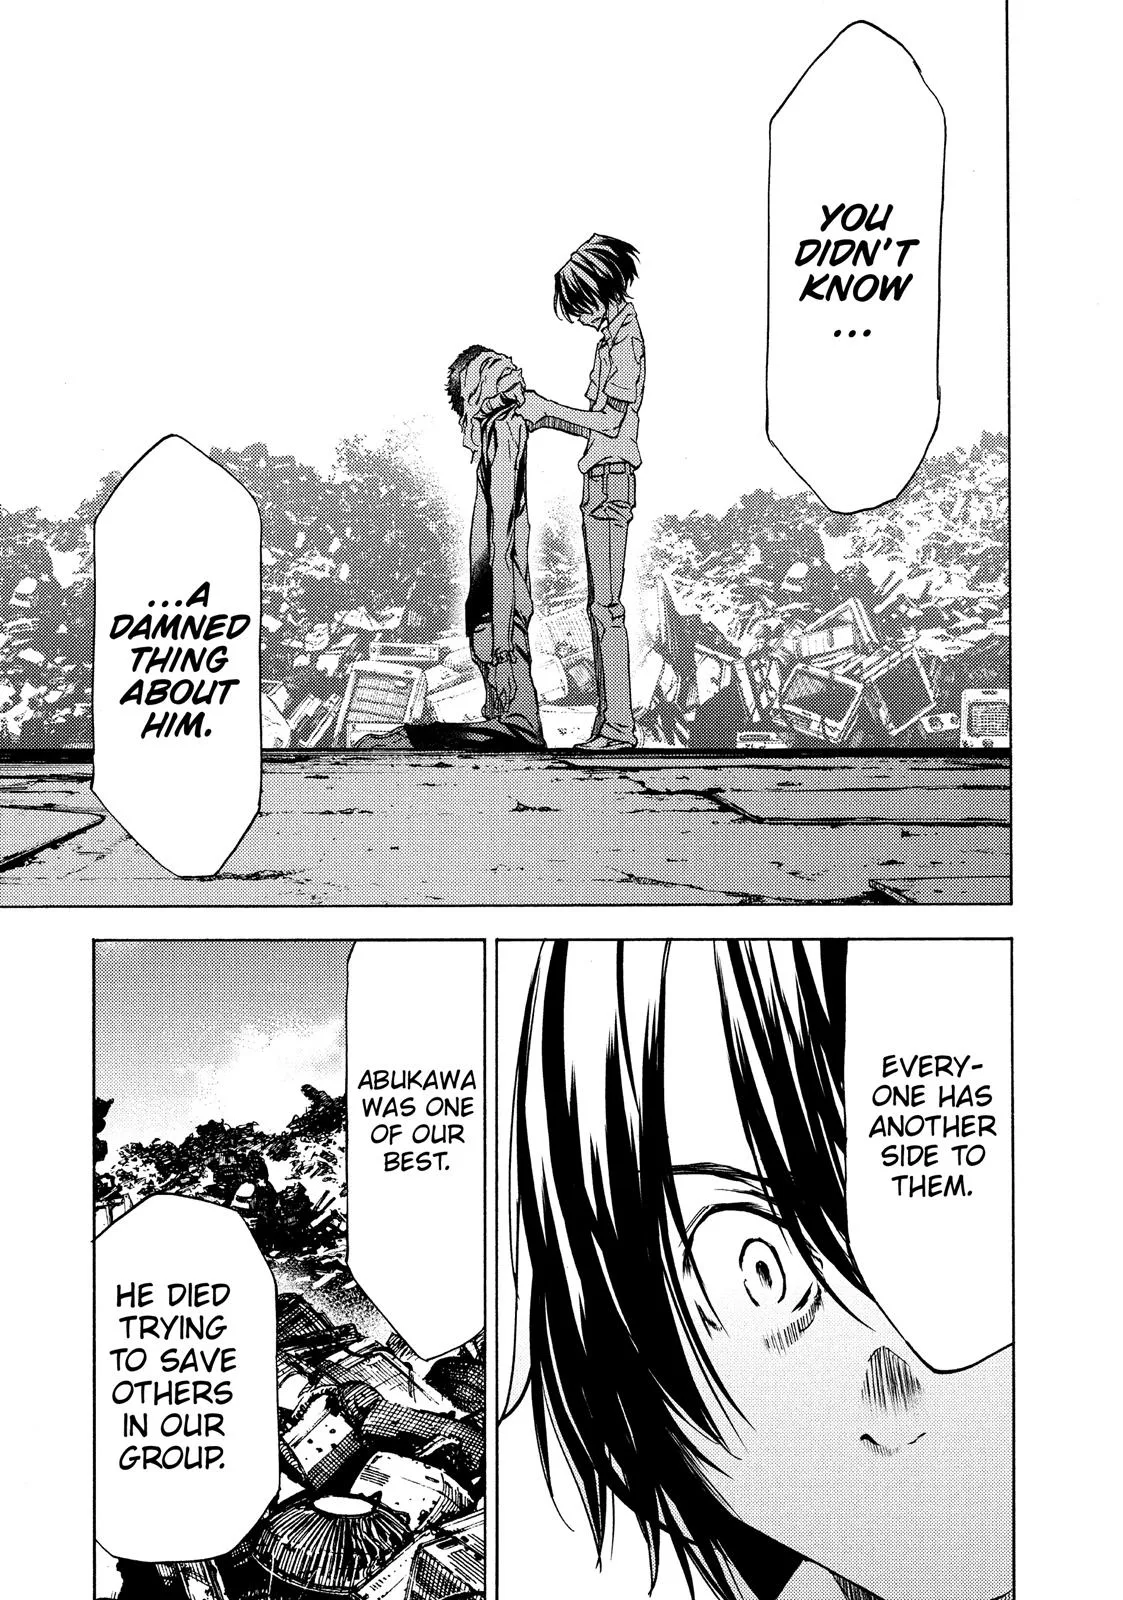 YOU
DIDN'T
KNOW
...
...A
DAMNED
THING
ABOUT
HIM.
EVERY-
ONE HAS
ANOTHER
SIDE TO
THEM.
ABUKAWA
WAS ONE
OF OUR
BEST.
HE DIED
TRYING
TO SAVE
OTHERS
IN OUR
GROUP.